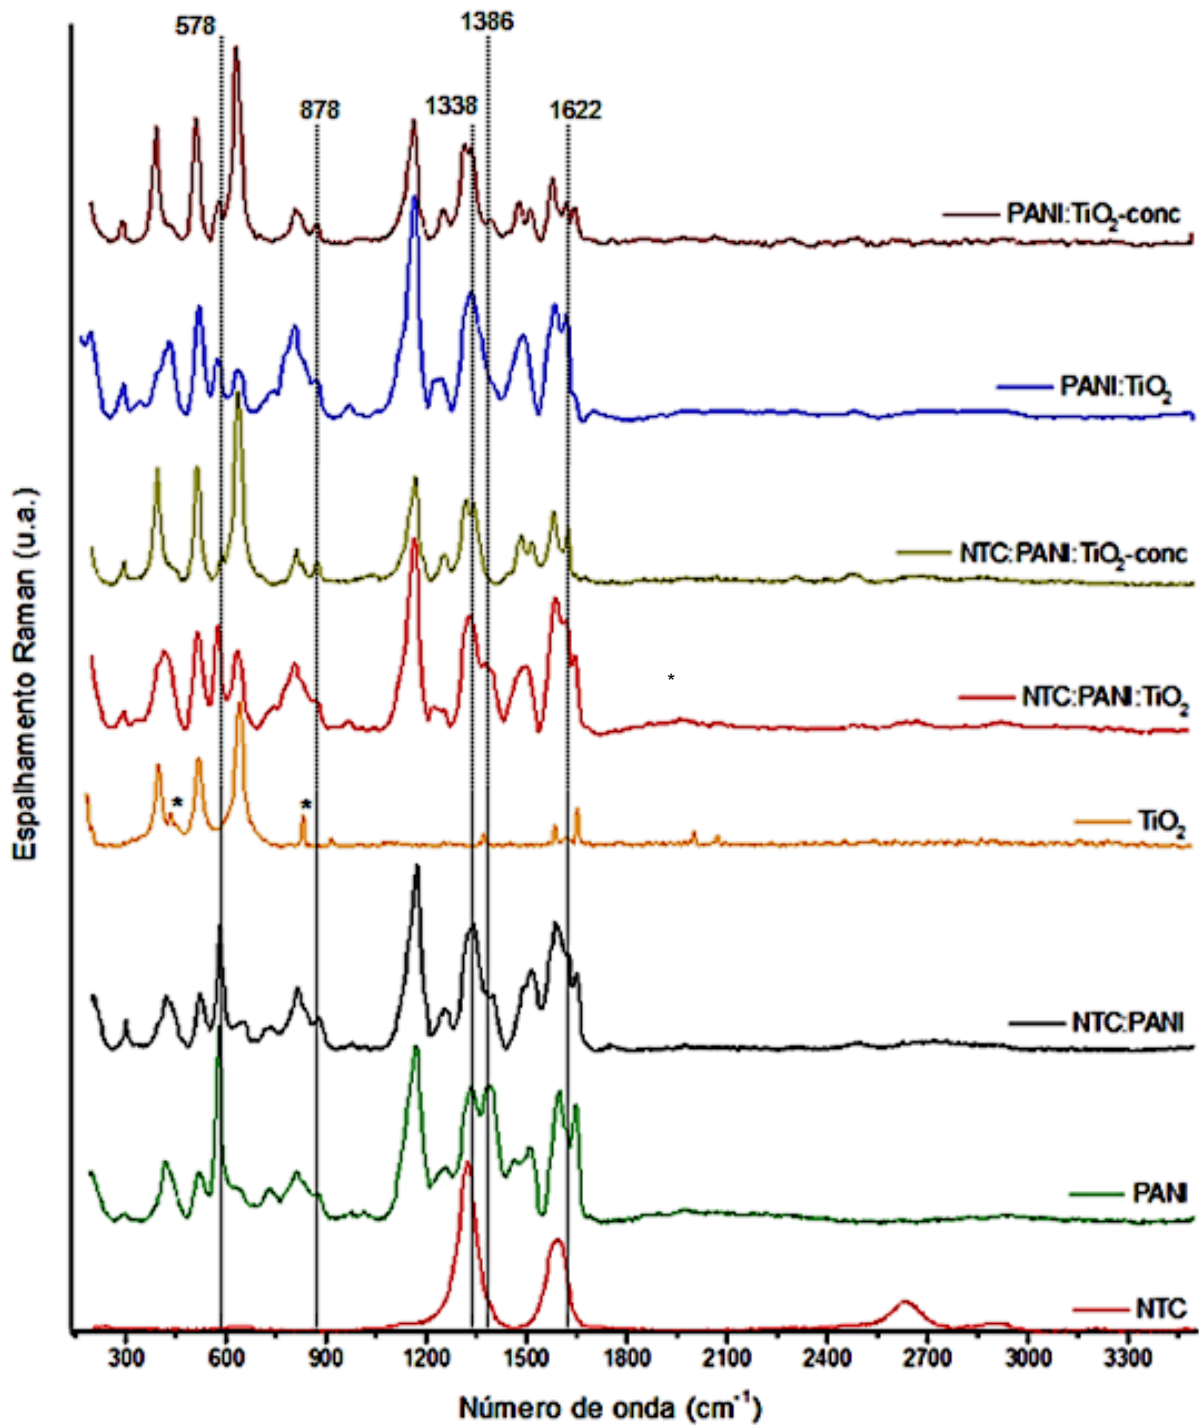 578
1386
878
1338
1622
PANI:TiO₂-conc
PANI:TiO₂
NTC:PANI:TiO₂-conc
*
NTC:PANI:TiO₂
* *
TiO₂
NTC:PANI
PANI
NTC
Espalhamento Raman (u.a.)
300 600 900 1200 1500 1800 2100 2400 2700 3000 3300
Número de onda (cm⁻¹)